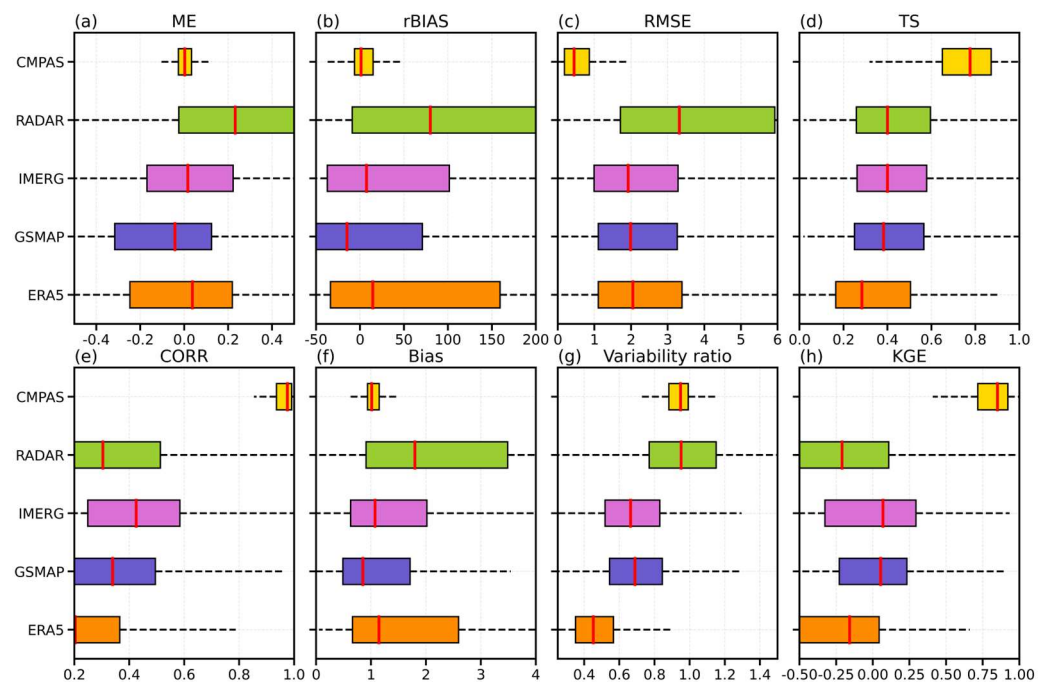 (a) ME (b) rBIAS (c) RMSE (d) TS
CMPAS
RADAR
IMERG
GSMAP
ERA5
-0.4 -0.2 0.0 0.2 0.4 -50 0 50 100 150 200 0 1 2 3 4 5 6 0.0 0.2 0.4 0.6 0.8 1.0
(e) CORR (f) Bias (g) Variability ratio (h) KGE
CMPAS
RADAR
IMERG
GSMAP
ERA5
0.2 0.4 0.6 0.8 1.0 0 1 2 3 4 0.4 0.6 0.8 1.0 1.2 1.4 -0.50 -0.25 0.00 0.25 0.50 0.75 1.00